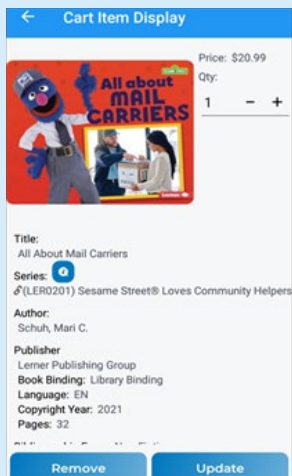 Cart Item Display
Price: $20.99
Qty:
1 - +
All about
MAIL
CARRIERS
Title:
All About Mail Carriers
Series:
(LER0201) Sesame Street® Loves Community Helpers
Author:
Schuh, Mari C.
Publisher
Lerner Publishing Group
Book Binding: Library Binding
Language: EN
Copyright Year: 2021
Pages: 32
Remove Update